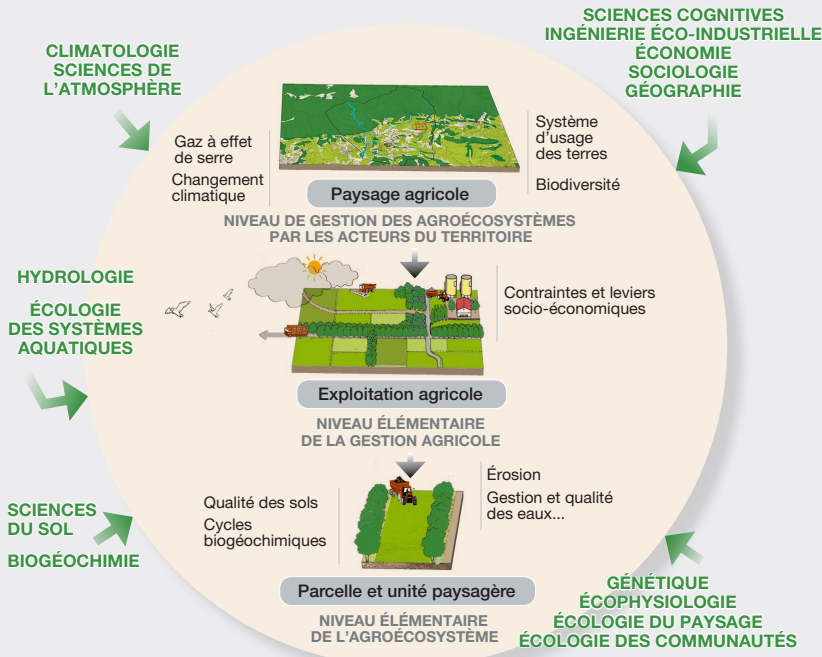 SCIENCES COGNITIVES
INGÉNIERIE ÉCO-INDUSTRIELLE
ÉCONOMIE
SOCIOLOGIE
GÉOGRAPHIE
CLIMATOLOGIE
SCIENCES DE
L'ATMOSPHÈRE
Gaz à effet
de serre
Changement
climatique
Système
d'usage
des terres
Biodiversité
Paysage agricole
NIVEAU DE GESTION DES AGROÉCOSYSTÈMES
PAR LES ACTEURS DU TERRITOIRE
HYDROLOGIE
ÉCOLOGIE
DES SYSTÈMES
AQUATIQUES
Contraintes et leviers
socio-économiques
Exploitation agricole
NIVEAU ÉLÉMENTAIRE
DE LA GESTION AGRICOLE
SCIENCES
DU SOL
BIOGÉOCHIMIE
Qualité des sols
Cycles
biogéochimiques
Érosion
Gestion et qualité
des eaux...
Parcelle et unité paysagère
NIVEAU ÉLÉMENTAIRE
DE L'AGROÉCOSYSTÈME
GÉNÉTIQUE
ÉCOPHYSIOLOGIE
ÉCOLOGIE DU PAYSAGE
ÉCOLOGIE DES COMMUNAUTÉS